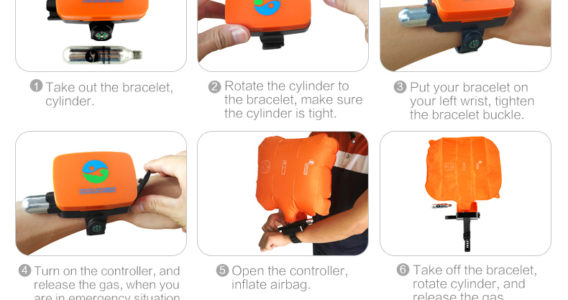 1 Take out the bracelet,
cylinder.
2 Rotate the cylinder to
the bracelet, make sure
the cylinder is tight.
3 Put your bracelet on
your left wrist, tighten
the bracelet buckle.
4 Turn on the controller, and
release the gas, when you
are in emergency situation
5 Open the controller,
inflate airbag.
6 Take off the bracelet,
rotate cylinder, and
release the gas